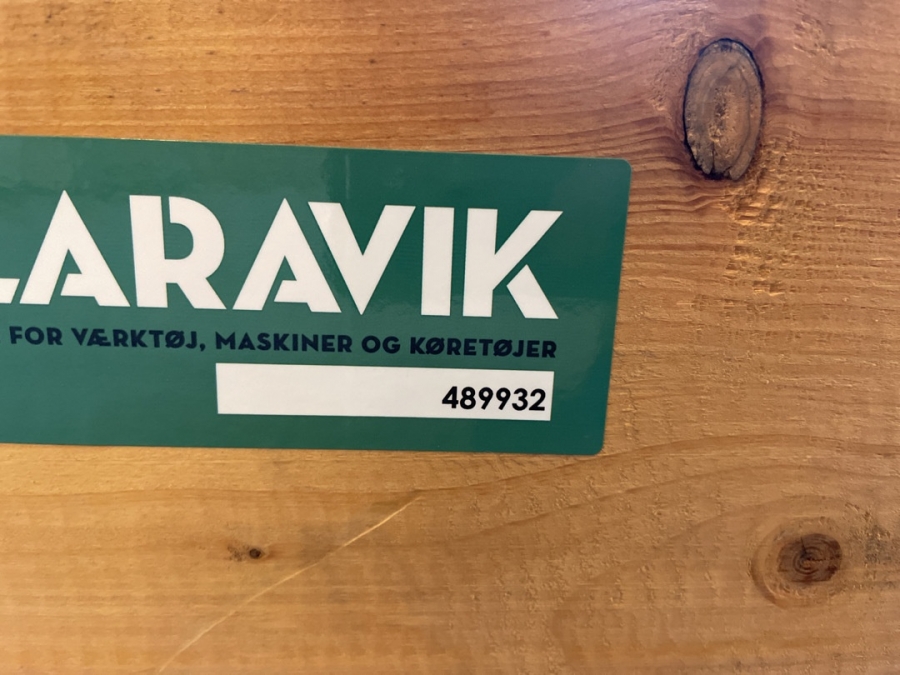 LARAVIK
FOR VÆRKTØJ, MASKINER OG KØRETØJER
489932